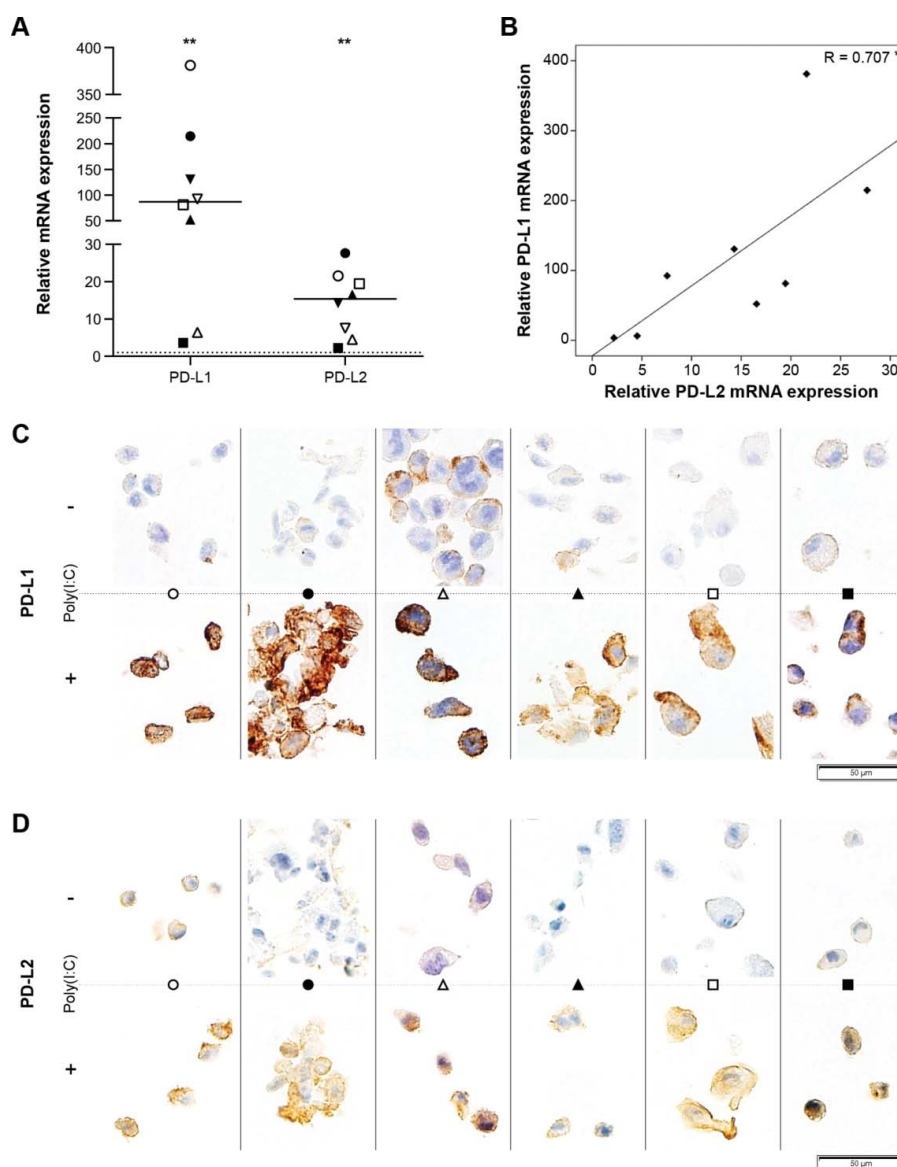 A
** **
Relative mRNA expression
400
350
250
200
150
100
50
30
20
10
0
PD-L1 PD-L2
B
R = 0.707 *
Relative PD-L1 mRNA expression
400
300
200
100
0
0 5 10 15 20 25 30
Relative PD-L2 mRNA expression
C
PD-L1
Poly(I:C)
-
+
50 µm
D
PD-L2
Poly(I:C)
-
+
50 µm